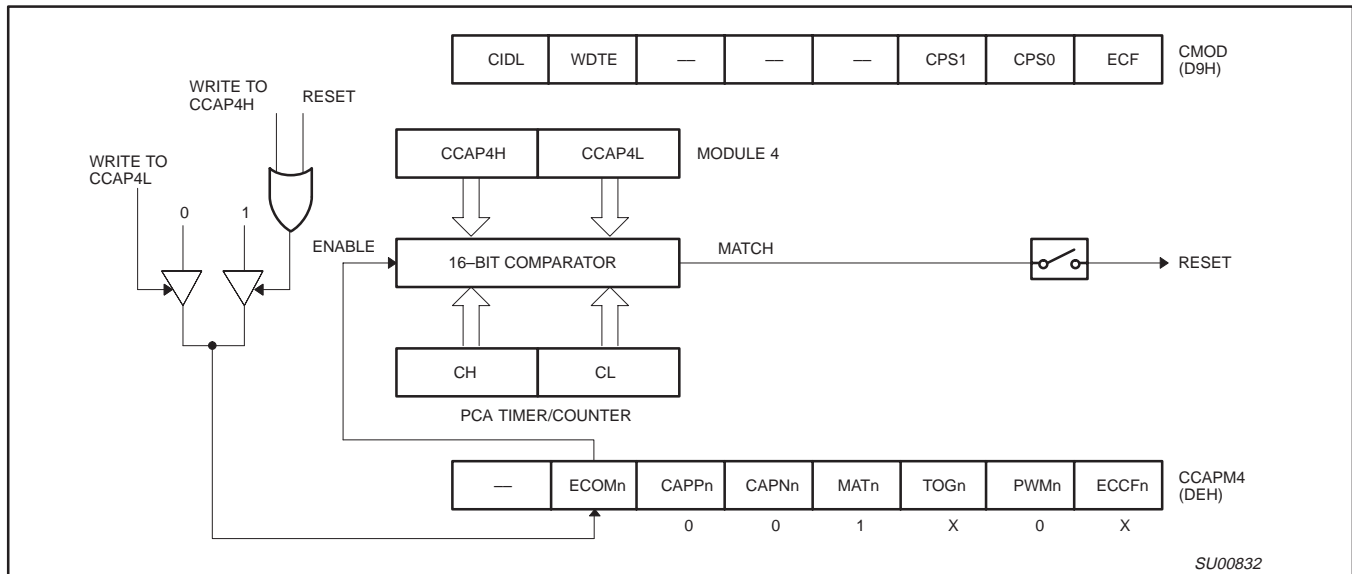 CIDL WDTE — — — CPS1 CPS0 ECF
CMOD
(D9H)
WRITE TO
CCAP4H
RESET
CCAP4H CCAP4L
MODULE 4
WRITE TO
CCAP4L
0 1
ENABLE
16–BIT COMPARATOR
MATCH
RESET
CH CL
PCA TIMER/COUNTER
— ECOMn CAPPn CAPNn MATn TOGn PWMn ECCFn
CCAPM4
(DEH)
0 0 1 X 0 X
SU00832